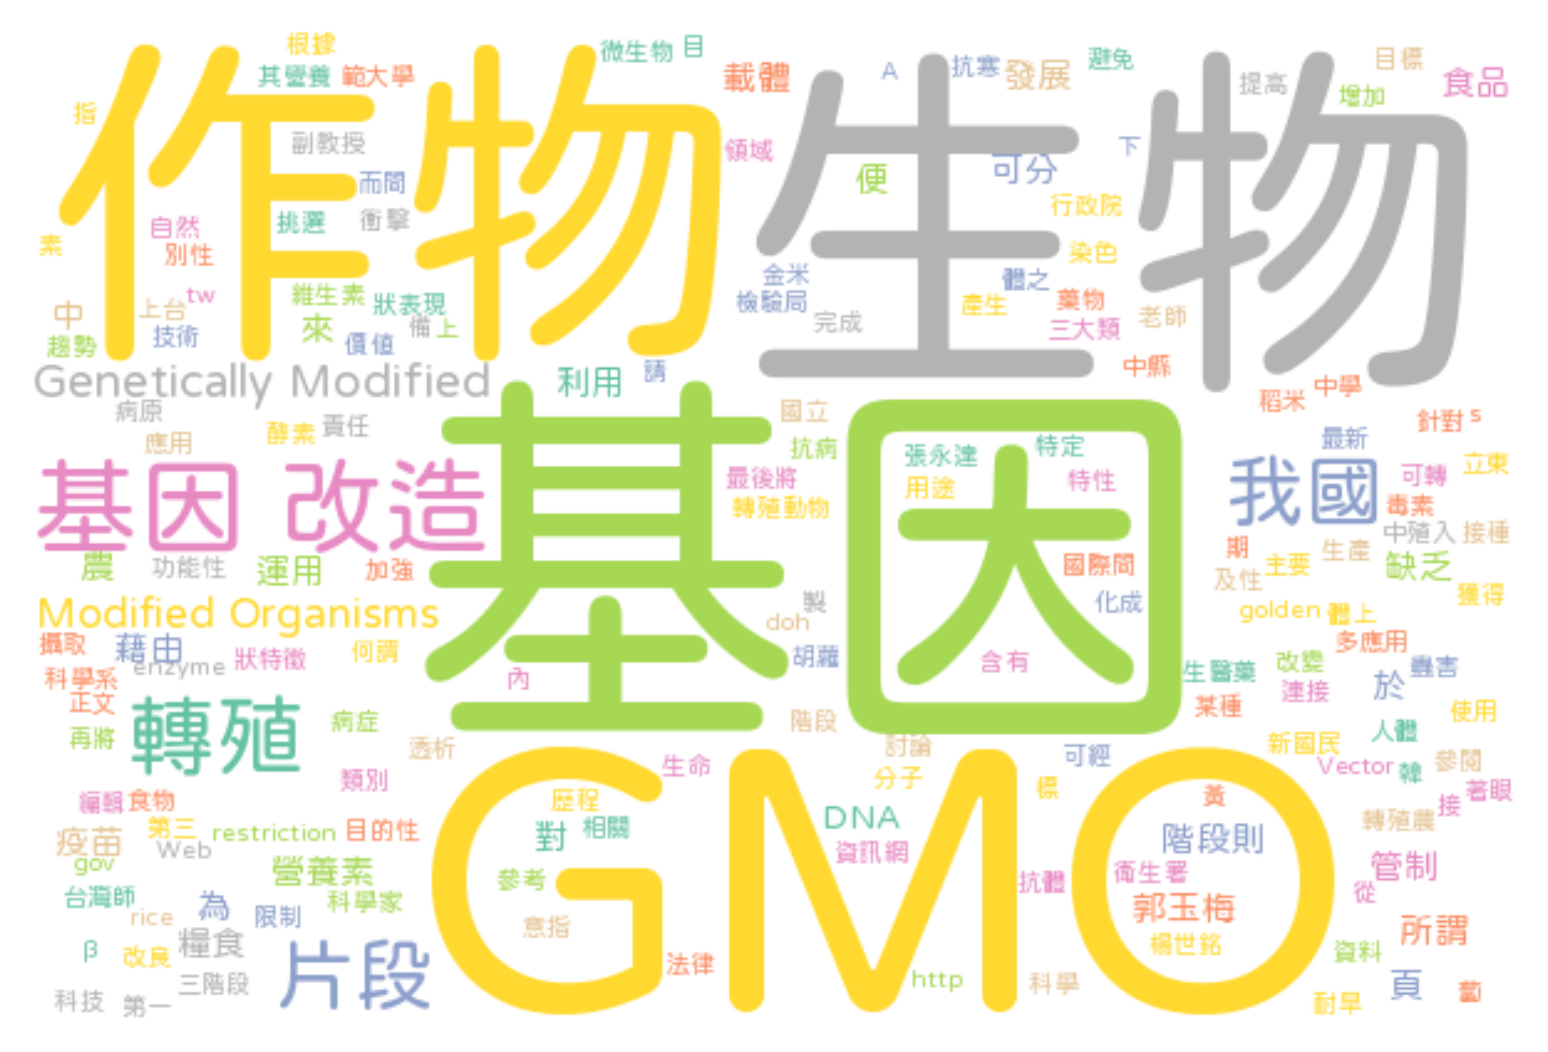 作物
生物
基因
GMO
基因 改造
我國
轉殖
片段
Genetically Modified
Modified Organisms
根據
其營養
範大學
微生物
目
載體
A
抗寒
發展
避免
提高
目標
增加
食品
指
副教授
領域
便
可分
下
而間
行政院
自然
挑選
衝擊
素
別性
染色
金米
體之
tw
維生素
狀表現
檢驗局
產生
藥物
中
上台
來
備
上
完成
三大類
老師
趨勢
技術
價值
利用
請
中縣
稻米
中學
病原
國立
針對
s
應用
酵素
責任
抗病
張永達
特定
最新
最後將
用途
特性
可轉
立東
轉殖動物
毒素
中殖入
接種
農
功能性
運用
加強
國際間
期
主要
生產
缺乏
及性
製
化成
獲得
doh
golden
體上
攝取
藉由
狀特徵
何謂
胡蘿
多應用
enzyme
科學系
內
含有
生醫藥
改變
蟲害
連接
於
正文
某種
再將
病症
階段
使用
透析
討論
可經
新國民
人體
類別
生命
分子
標
Vector
韓
參閱
編輯
食物
歷程
黃
接
著眼
第三
restriction
目的性
對
相關
DNA
階段則
轉殖農
疫苗
Web
資訊網
gov
營養素
參考
抗體
衛生署
管制
台灣師
科學家
從
rice
為
限制
意指
郭玉梅
所謂
β
改良
糧食
法律
楊世銘
資料
三階段
http
科學
頁
科技
第一
耐旱
蔔